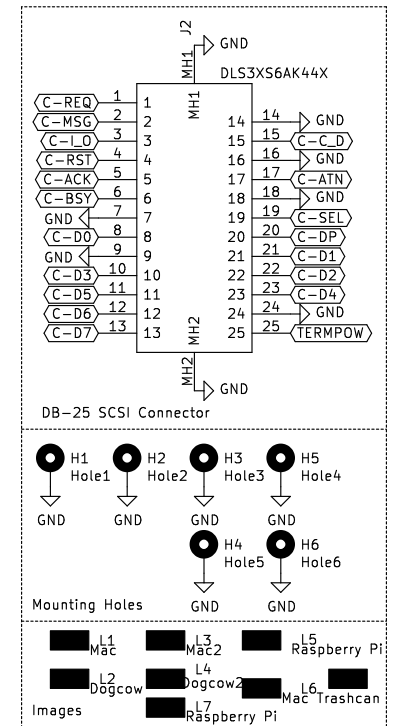 J2
GND
MH1
DLS3XS6AK44X
MH1
C-REQ 1 1
C-MSG 2 2 14 14 GND
C-I_O 3 3 15 15 C-C_D
C-RST 4 4 16 16 GND
C-ACK 5 5 17 17 C-ATN
C-BSY 6 6 18 18 GND
GND 7 7 19 19 C-SEL
C-D0 8 8 20 20 C-DP
GND 9 9 21 21 C-D1
C-D3 10 10 22 22 C-D2
C-D5 11 11 23 23 C-D4
C-D6 12 12 24 24 GND
C-D7 13 13 25 25 TERMPOW
MH2
MH2
GND
DB-25 SCSI Connector
H1 H2 H3 H5
Hole1 Hole2 Hole3 Hole4
GND GND GND GND
H4 H6
Hole5 Hole6
GND GND
Mounting Holes
L1 L3 L5
Mac Mac2 Raspberry Pi
L2 L4
Dogcow Dogcow2
L6
Mac Trashcan
L7
Raspberry Pi
Images